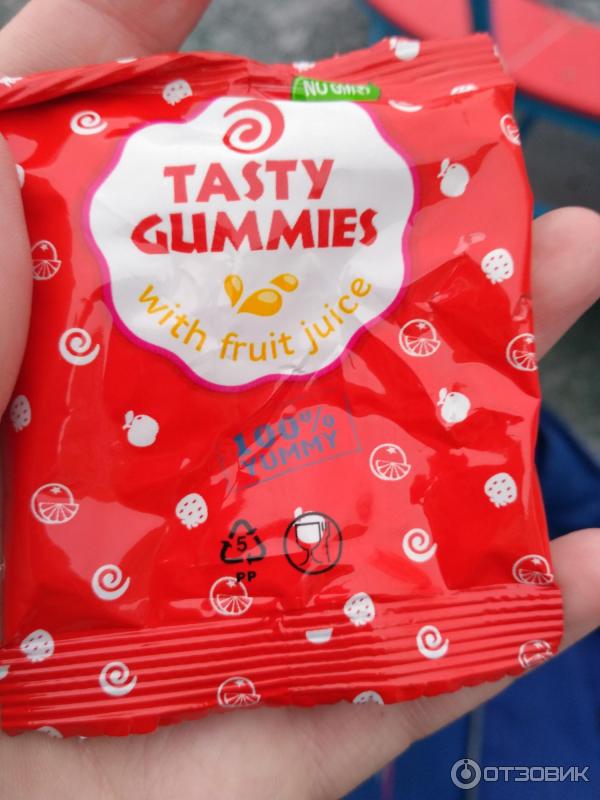 TASTY
GUMMIES
with fruit juice
100%
YUMMY
5
PP
ОТЗОВИК